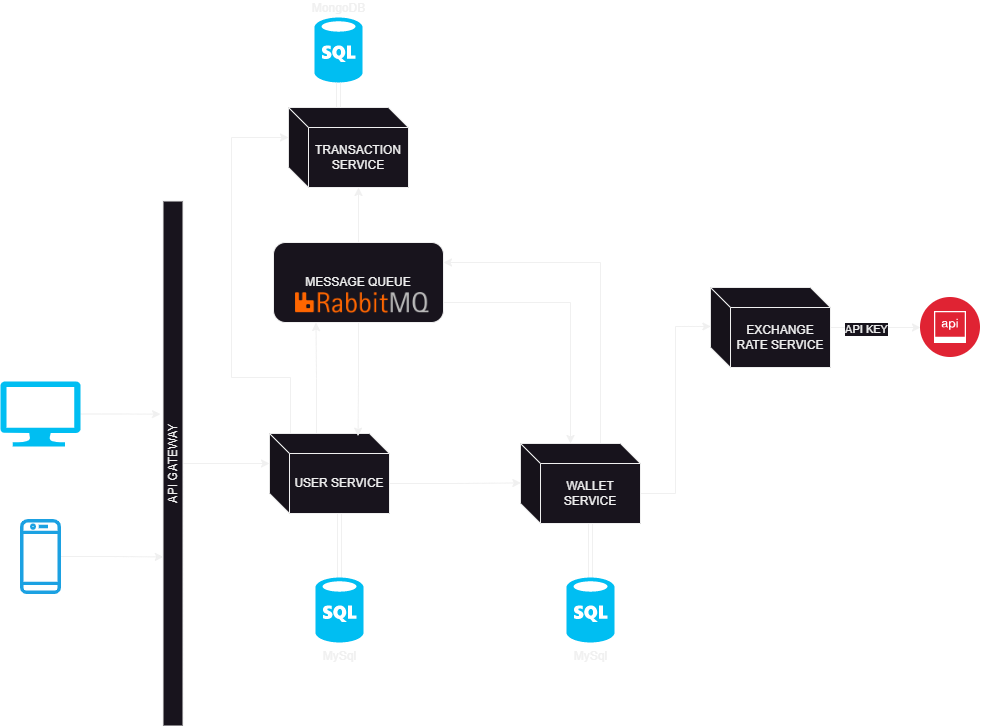 MongoDB
SQL
TRANSACTION
SERVICE
MESSAGE QUEUE
RabbitMQ
EXCHANGE
RATE SERVICE
API KEY
api
API GATEWAY
USER SERVICE
WALLET
SERVICE
SQL
SQL
MySql
MySql